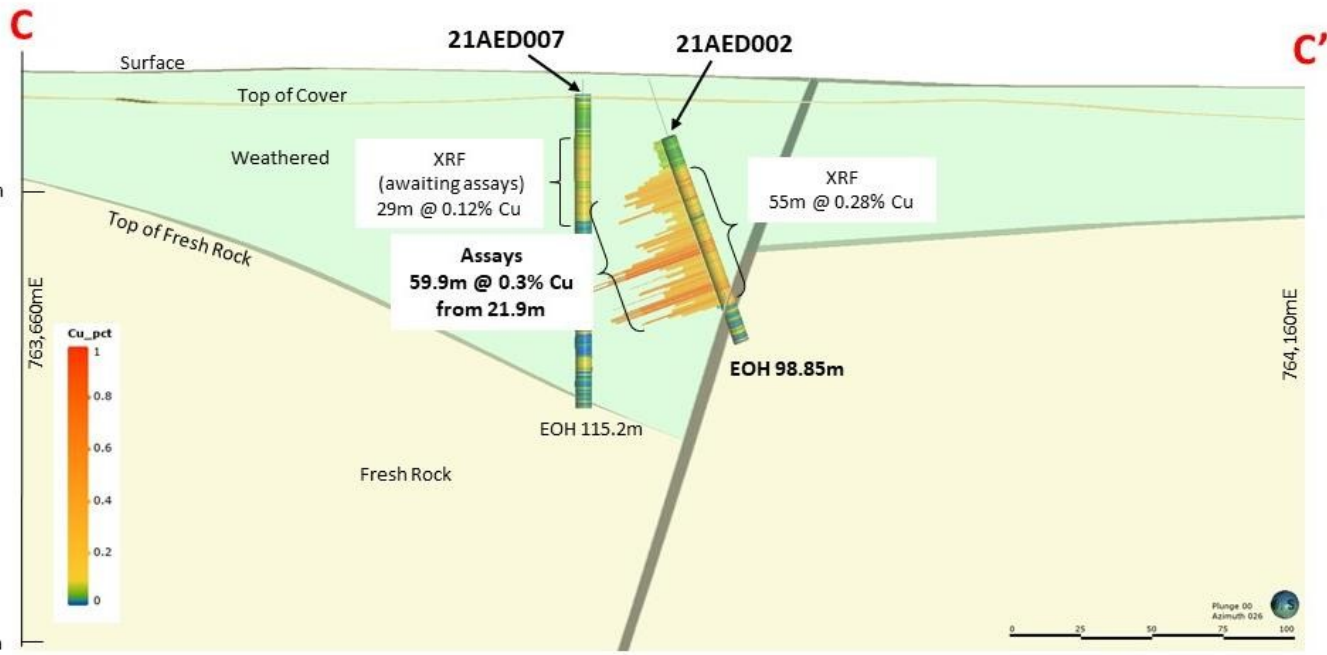 C
C'
21AED007
21AED002
Surface
Top of Cover
Weathered
XRF
(awaiting assays)
29m @ 0.12% Cu
XRF
55m @ 0.28% Cu
Top of Fresh Rock
Assays
59.9m @ 0.3% Cu
from 21.9m
763,660mE
764,160mE
Cu_pct
1
0.8
0.6
0.4
0.2
0
EOH 98.85m
EOH 115.2m
Fresh Rock
Plunge 00
Azimuth 026
0 25 50 75 100